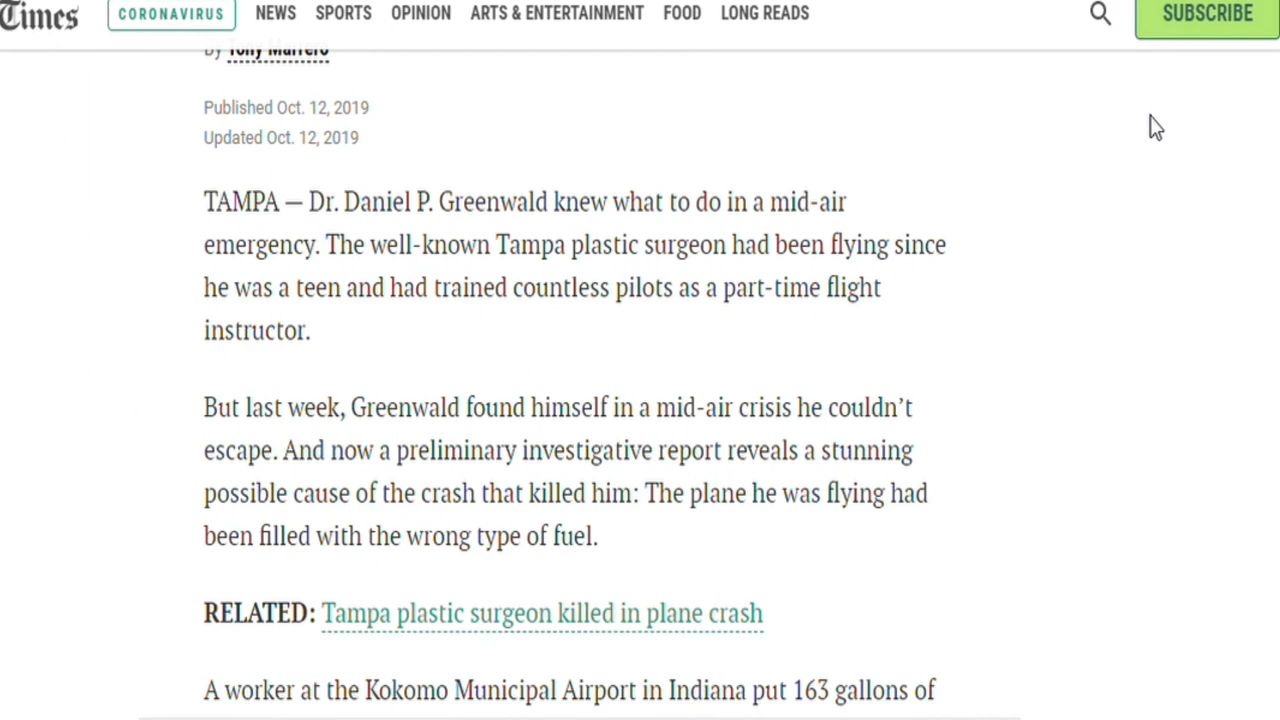 Times CORONAVIRUS NEWS SPORTS OPINION ARTS & ENTERTAINMENT FOOD LONG READS SUBSCRIBE
By Tony Marrero
Published Oct. 12, 2019
Updated Oct. 12, 2019
TAMPA — Dr. Daniel P. Greenwald knew what to do in a mid-air
emergency. The well-known Tampa plastic surgeon had been flying since
he was a teen and had trained countless pilots as a part-time flight
instructor.
But last week, Greenwald found himself in a mid-air crisis he couldn’t
escape. And now a preliminary investigative report reveals a stunning
possible cause of the crash that killed him: The plane he was flying had
been filled with the wrong type of fuel.
RELATED: Tampa plastic surgeon killed in plane crash
A worker at the Kokomo Municipal Airport in Indiana put 163 gallons of